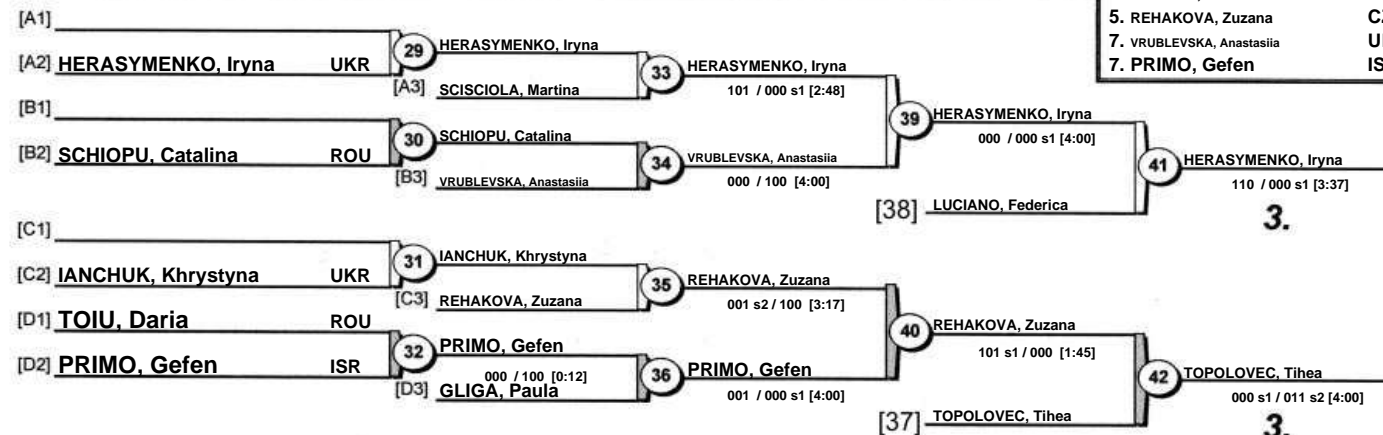 [A1]
5. REHAKOVA, Zuzana
7. VRUBLEVSKA, Anastasiia
7. PRIMO, Gefen
[A2] HERASYMENKO, Iryna UKR
29
HERASYMENKO, Iryna
[A3] SCISCIOLA, Martina
33
HERASYMENKO, Iryna
101 / 000 s1 [2:48]
[B1]
[B2] SCHIOPU, Catalina ROU
30
SCHIOPU, Catalina
[B3] VRUBLEVSKA, Anastasiia
34
VRUBLEVSKA, Anastasiia
000 / 100 [4:00]
39
HERASYMENKO, Iryna
000 / 000 s1 [4:00]
[38] LUCIANO, Federica
41
HERASYMENKO, Iryna
110 / 000 s1 [3:37]
3.
[C1]
[C2] IANCHUK, Khrystyna UKR
31
IANCHUK, Khrystyna
[C3] REHAKOVA, Zuzana
35
REHAKOVA, Zuzana
001 s2 / 100 [3:17]
[D1] TOIU, Daria ROU
[D2] PRIMO, Gefen ISR
32
PRIMO, Gefen
000 / 100 [0:12]
[D3] GLIGA, Paula
36
PRIMO, Gefen
001 / 000 s1 [4:00]
40
REHAKOVA, Zuzana
101 s1 / 000 [1:45]
[37] TOPOLOVEC, Tihea
42
TOPOLOVEC, Tihea
000 s1 / 011 s2 [4:00]
3.